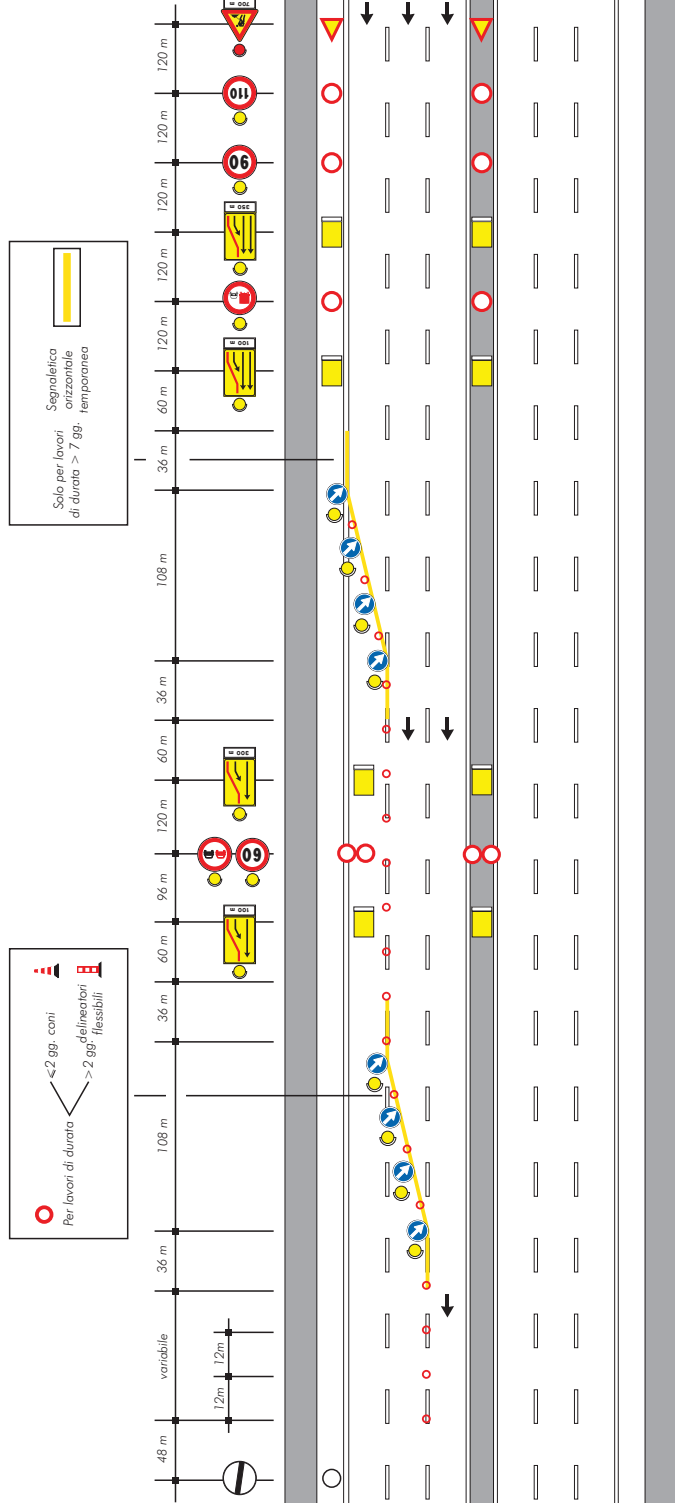 700 m
120 m
110
120 m
90
120 m
350 m
120 m
120 m
100 m
60 m
36 m
108 m
36 m
60 m
300 m
120 m
60
96 m
100 m
60 m
36 m
108 m
36 m
variabile
12m
12m
48 m
Segnaletica
orizzontale
temporanea
Solo per lavori
di durata > 7 gg.
Per lavori di durata
⩽2 gg. coni
> 2 gg. delineatori
flessibili